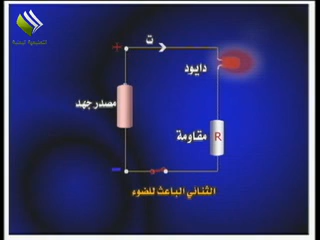 ت
+
دايود
مصدر جهد
مقاومة
R
-
الثنائي الباعث للضوء